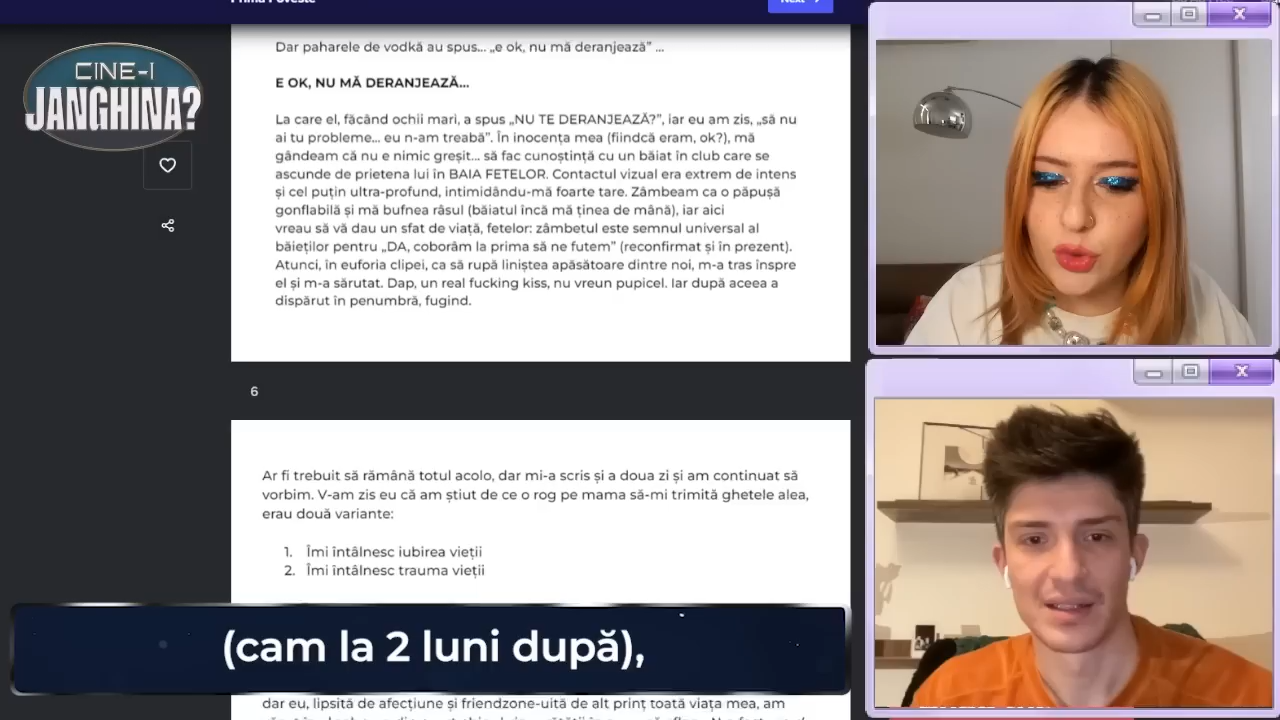 Prima Poveste
Next
CINE-I
JANGHINA?
Dar paharele de vodkă au spus... „e ok, nu mă deranjează” ...
E OK, NU MĂ DERANJEAZĂ...
La care el, făcând ochii mari, a spus „NU TE DERANJEAZĂ?”, iar eu am zis, „să nu
ai tu probleme... eu n-am treabă”. În inocența mea (fiindcă eram, ok?), mă
gândeam că nu e nimic greșit... să fac cunoștință cu un băiat în club care se
ascunde de prietena lui în BAIA FETELOR. Contactul vizual era extrem de intens
și cel puțin ultra-profund, intimidându-mă foarte tare. Zâmbeam ca o păpușă
gonflabilă și mă bufnea râsul (băiatul încă mă ținea de mână), iar aici
vreau să vă dau un sfat de viață, fetelor: zâmbetul este semnul universal al
băieților pentru „DA, coborâm la prima să ne futem” (reconfirmat și în prezent).
Atunci, în euforia clipei, ca să rupă liniștea apăsătoare dintre noi, m-a tras înspre
el și m-a sărutat. Dap, un real fucking kiss, nu vreun pupicel. Iar după aceea a
dispărut în penumbră, fugind.
6
Ar fi trebuit să rămână totul acolo, dar mi-a scris și a doua zi și am continuat să
vorbim. V-am zis eu că am știut de ce o rog pe mama să-mi trimită ghetele alea,
erau două variante:
1. Îmi întâlnesc iubirea vieții
2. Îmi întâlnesc trauma vieții
(cam la 2 luni după),
dar eu, lipsită de afecțiune și friendzone-uită de alt prinț toată viața mea, am